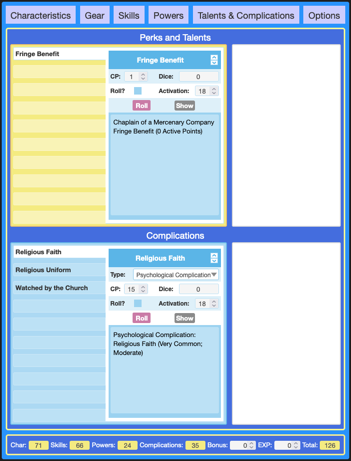 Characteristics Gear Skills Powers Talents & Complications Options
Perks and Talents
Fringe Benefit
Fringe Benefit
CP: 1 Dice: 0
Roll? Activation: 18
Roll Show
Chaplain of a Mercenary Company
Fringe Benefit (0 Active Points)
Complications
Religious Faith
Religious Uniform
Watched by the Church
Religious Faith
Type: Psychological Complication
CP: 15 Dice: 0
Roll? Activation: 18
Roll Show
Psychological Complication:
Religious Faith (Very Common;
Moderate)
Char: 71 Skills: 66 Powers: 24 Complications: 35 Bonus: 0 EXP: 0 Total: 126